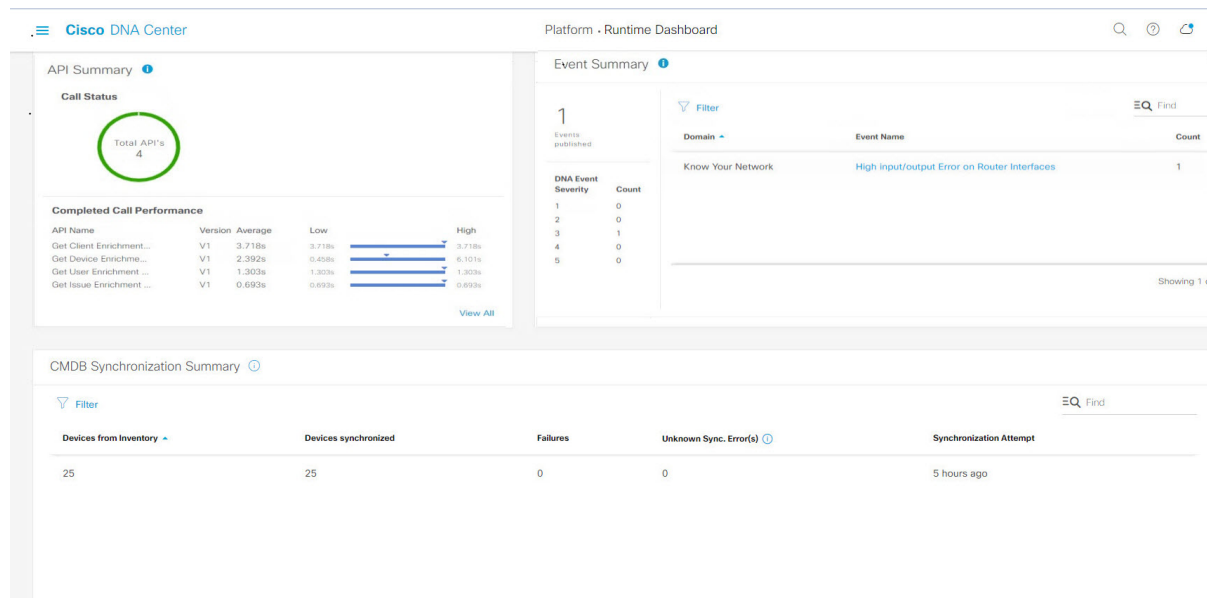 Cisco DNA Center
Platform • Runtime Dashboard
API Summary
Call Status
Total API's
4
Completed Call Performance
API Name Version Average Low High
Get Client Enrichment... V1 3.718s 3.718s 3.718s
Get Device Enrichme... V1 2.392s 0.458s 6.101s
Get User Enrichment ... V1 1.303s 1.303s 1.303s
Get Issue Enrichment ... V1 0.693s 0.693s 0.693s
View All
Event Summary
1
Events
published
DNA Event
Severity Count
1 0
2 0
3 1
4 0
5 0
Filter
Find
Domain Event Name Count
Know Your Network High input/output Error on Router Interfaces 1
Showing 1
CMDB Synchronization Summary
Filter
Find
Devices from Inventory Devices synchronized Failures Unknown Sync. Error(s) Synchronization Attempt
25 25 0 0 5 hours ago